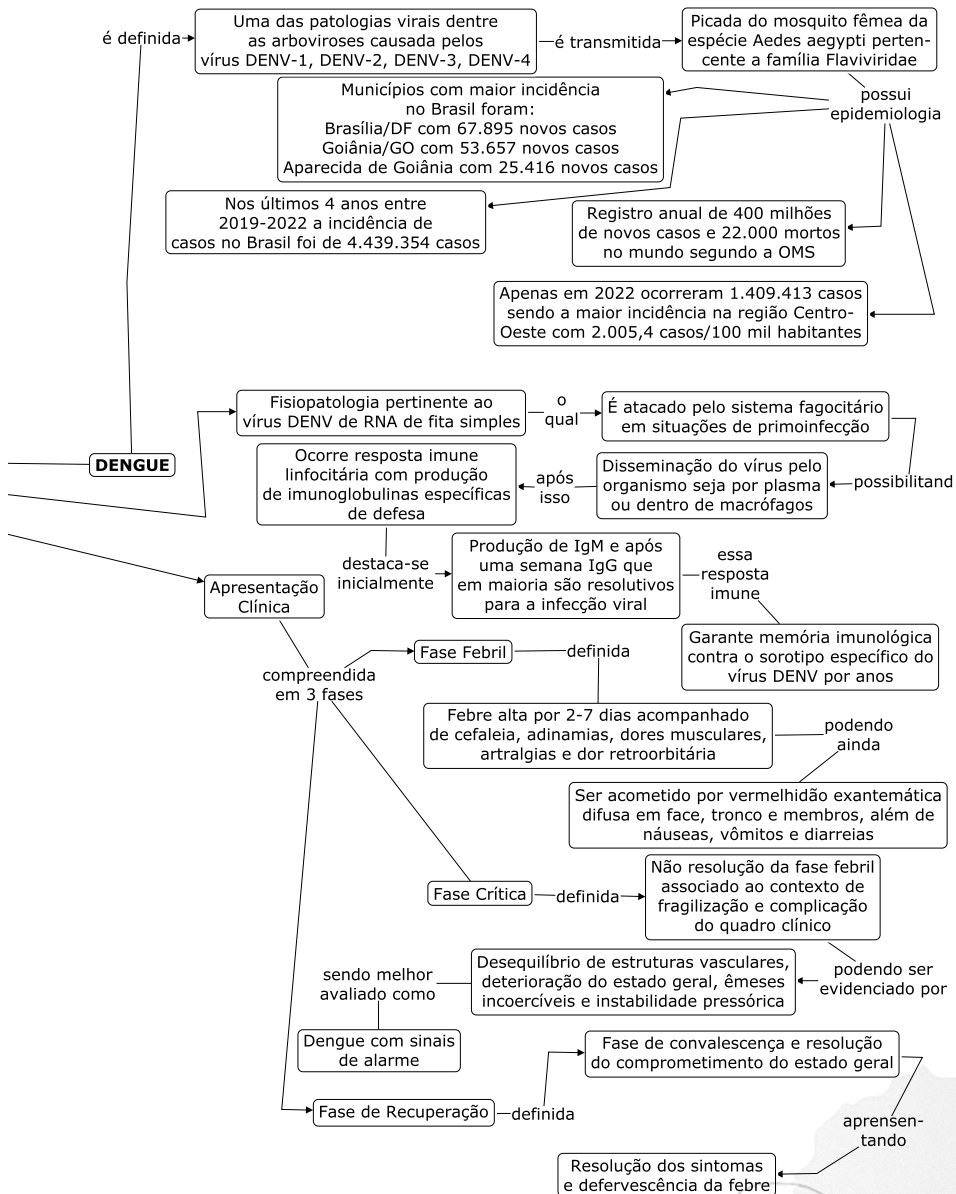 é definida
Uma das patologias virais dentre
as arboviroses causada pelos
vírus DENV-1, DENV-2, DENV-3, DENV-4
é transmitida
Picada do mosquito fêmea da
espécie Aedes aegypti perten-
cente a família Flaviviridae
possui
epidemiologia
Municípios com maior incidência
no Brasil foram:
Brasília/DF com 67.895 novos casos
Goiânia/GO com 53.657 novos casos
Aparecida de Goiânia com 25.416 novos casos
Nos últimos 4 anos entre
2019-2022 a incidência de
casos no Brasil foi de 4.439.354 casos
Registro anual de 400 milhões
de novos casos e 22.000 mortos
no mundo segundo a OMS
Apenas em 2022 ocorreram 1.409.413 casos
sendo a maior incidência na região Centro-
Oeste com 2.005,4 casos/100 mil habitantes
DENGUE
Fisiopatologia pertinente ao
vírus DENV de RNA de fita simples
o
qual
É atacado pelo sistema fagocitário
em situações de primoinfecção
possibilitand
Disseminação do vírus pelo
organismo seja por plasma
ou dentro de macrófagos
após
isso
Ocorre resposta imune
linfocitária com produção
de imunoglobulinas específicas
de defesa
destaca-se
inicialmente
Produção de IgM e após
uma semana IgG que
em maioria são resolutivos
para a infecção viral
essa
resposta
imune
Garante memória imunológica
contra o sorotipo específico do
vírus DENV por anos
Apresentação
Clínica
compreendida
em 3 fases
Fase Febril
definida
Febre alta por 2-7 dias acompanhado
de cefaleia, adinamias, dores musculares,
artralgias e dor retroorbitária
podendo
ainda
Ser acometido por vermelhidão exantemática
difusa em face, tronco e membros, além de
náuseas, vômitos e diarreias
Fase Crítica
definida
Não resolução da fase febril
associado ao contexto de
fragilização e complicação
do quadro clínico
podendo ser
evidenciado por
Desequilíbrio de estruturas vasculares,
deterioração do estado geral, êmeses
incoercíveis e instabilidade pressórica
sendo melhor
avaliado como
Dengue com sinais
de alarme
Fase de Recuperação
definida
Fase de convalescença e resolução
do comprometimento do estado geral
aprensen-
tando
Resolução dos sintomas
e defervescência da febre